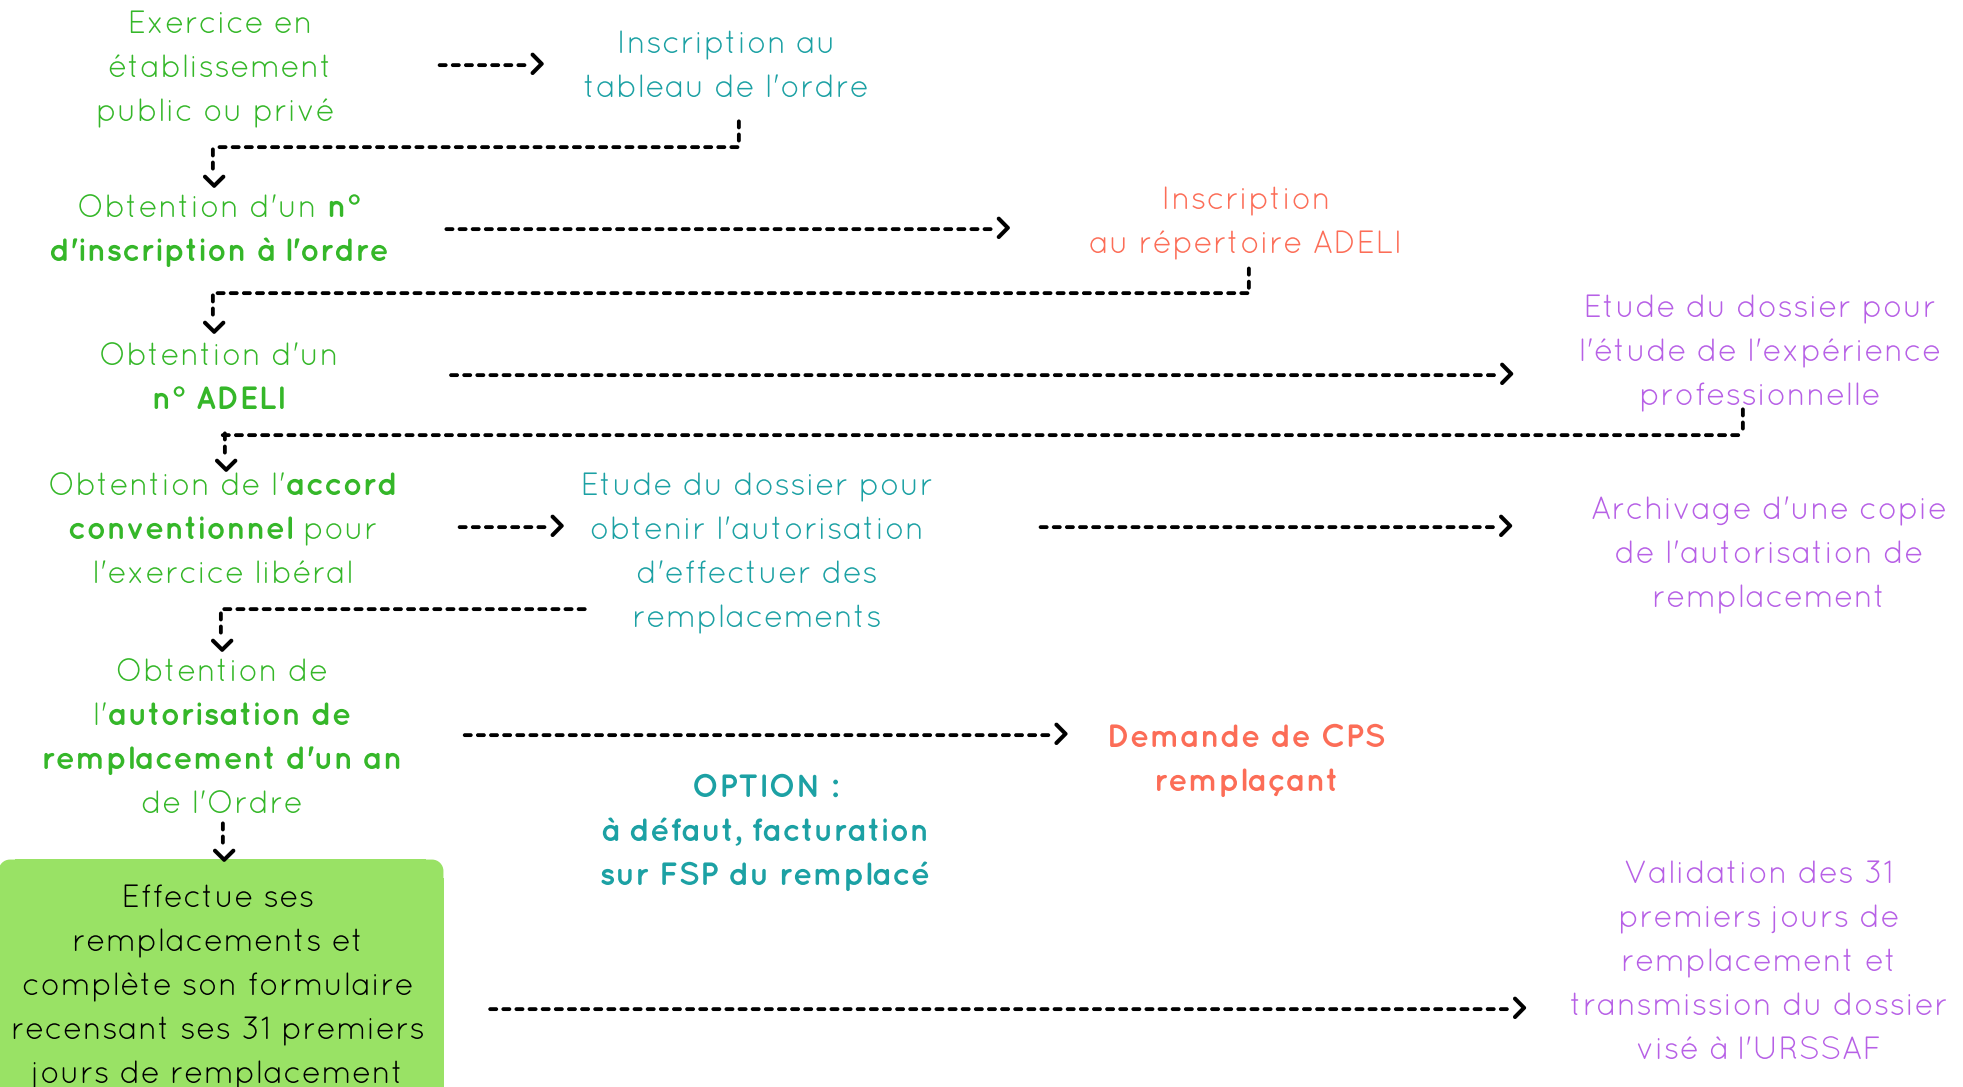 Exercice en
établissement
public ou privé
Inscription au
tableau de l'ordre
Obtention d'un n°
d'inscription à l'ordre
Inscription
au répertoire ADELI
Obtention d'un
n° ADELI
Etude du dossier pour
l'étude de l'expérience
professionnelle
Obtention de l'accord
conventionnel pour
l'exercice libéral
Etude du dossier pour
obtenir l'autorisation
d'effectuer des
remplacements
Archivage d'une copie
de l'autorisation de
remplacement
Obtention de
l'autorisation de
remplacement d'un an
de l'Ordre
Demande de CPS
remplaçant
OPTION :
à défaut, facturation
sur FSP du remplacé
Effectue ses
remplacements et
complète son formulaire
recensant ses 31 premiers
jours de remplacement
Validation des 31
premiers jours de
remplacement et
transmission du dossier
visé à l'URSSAF